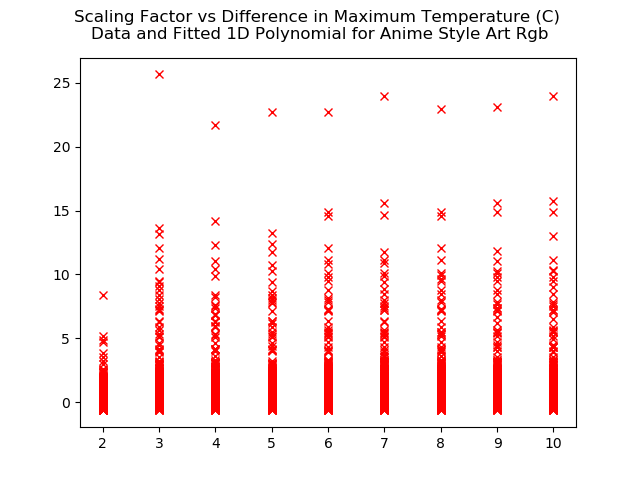 Scaling Factor vs Difference in Maximum Temperature (C)
Data and Fitted 1D Polynomial for Anime Style Art Rgb
25
20
15
10
5
0
2 3 4 5 6 7 8 9 10